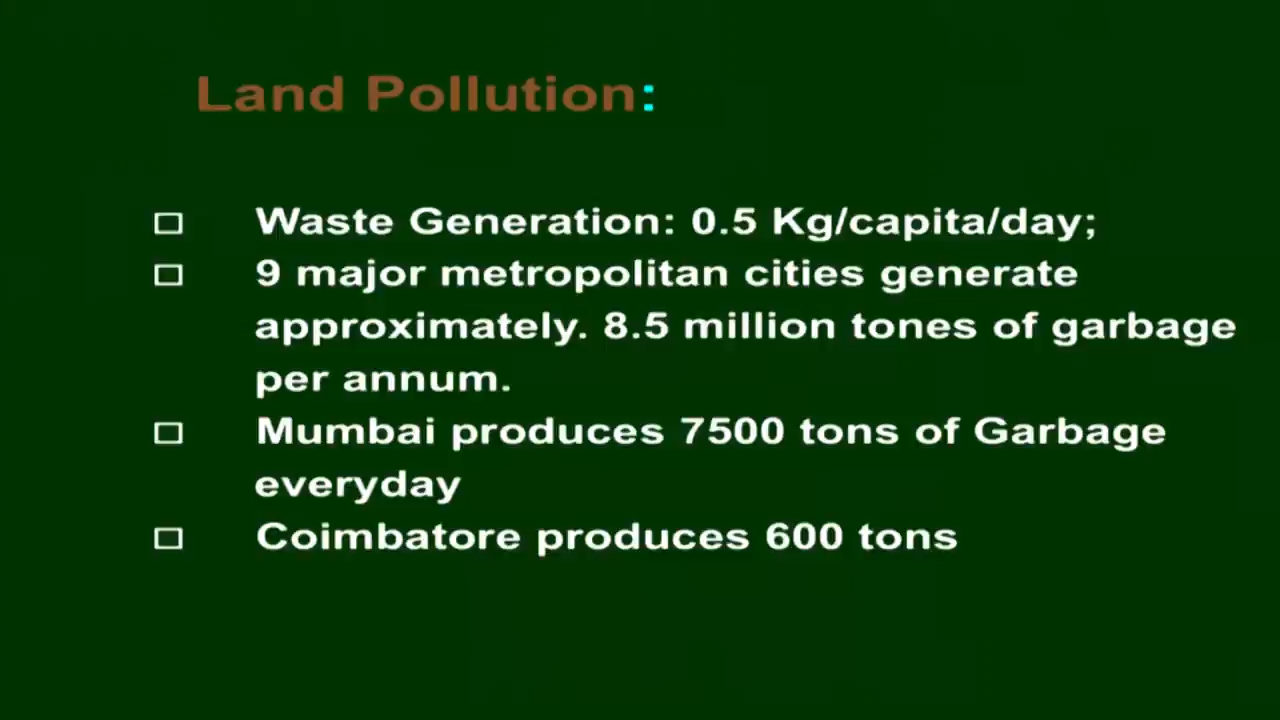 Land Pollution:
Waste Generation: 0.5 Kg/capita/day;
9 major metropolitan cities generate
approximately. 8.5 million tones of garbage
per annum.
Mumbai produces 7500 tons of Garbage
everyday
Coimbatore produces 600 tons